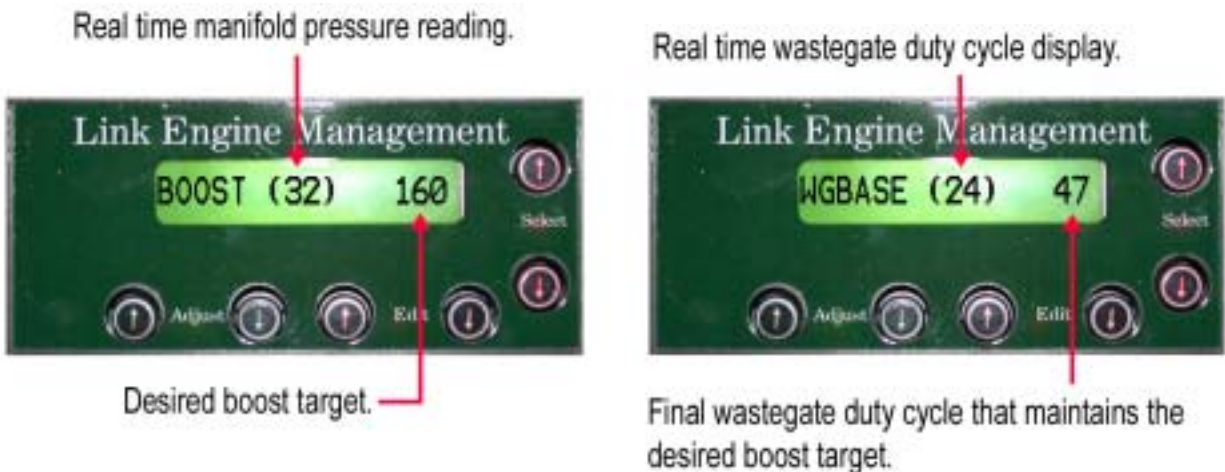 Real time manifold pressure reading.
Link Engine Management
BOOST (32) 160
Select
Adjust
Edit
Desired boost target.
Real time wastegate duty cycle display.
Link Engine Management
WGBASE (24) 47
Select
Adjust
Edit
Final wastegate duty cycle that maintains the
desired boost target.